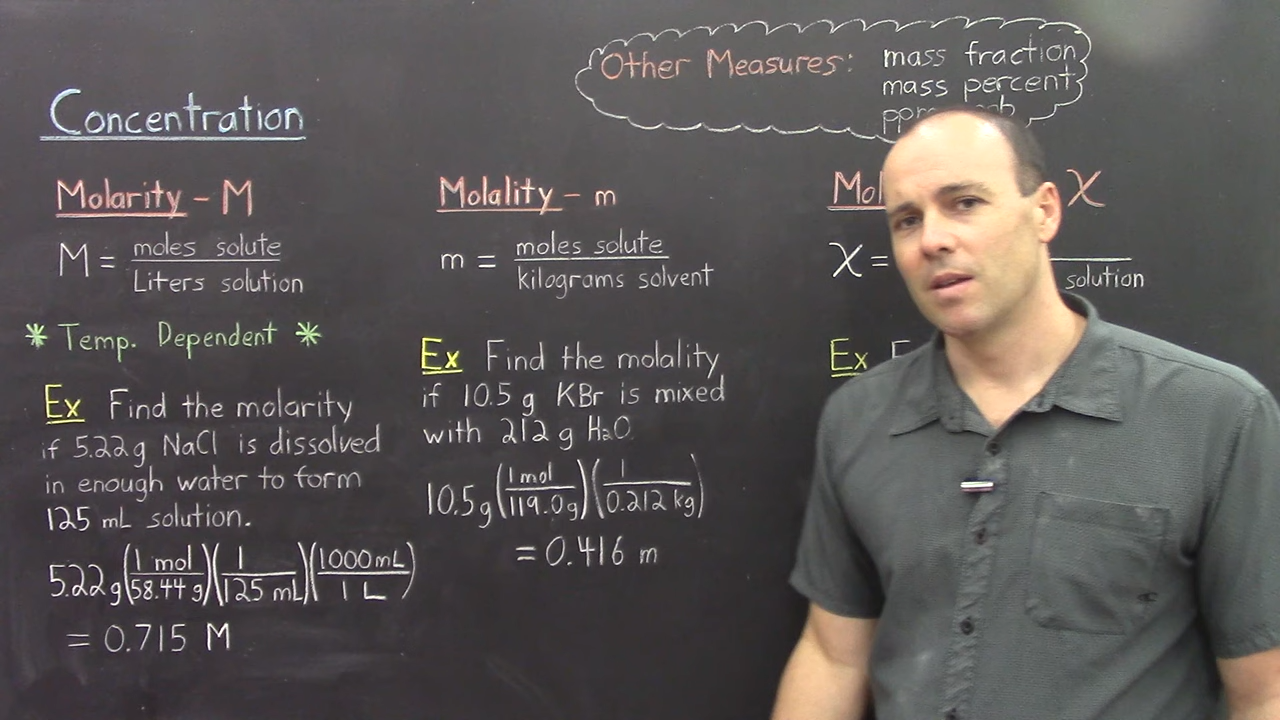 Other Measures: mass fraction
mass percent
Concentration
Molarity - M
M = moles solute
Liters solution
* Temp. Dependent *
Ex Find the molarity
if 5.22g NaCl is dissolved
in enough water to form
125 mL solution.
5.22g (1 mol / 58.44 g)(1 / 125 mL)(1000mL / 1 L)
= 0.715 M
Molality - m
m = moles solute
kilograms solvent
Ex Find the molality
if 10.5 g KBr is mixed
with 212 g H₂O.
10.5g (1 mol / 119.0g)(1 / 0.212 kg)
= 0.416 m
Mol χ
χ =
solution
Ex